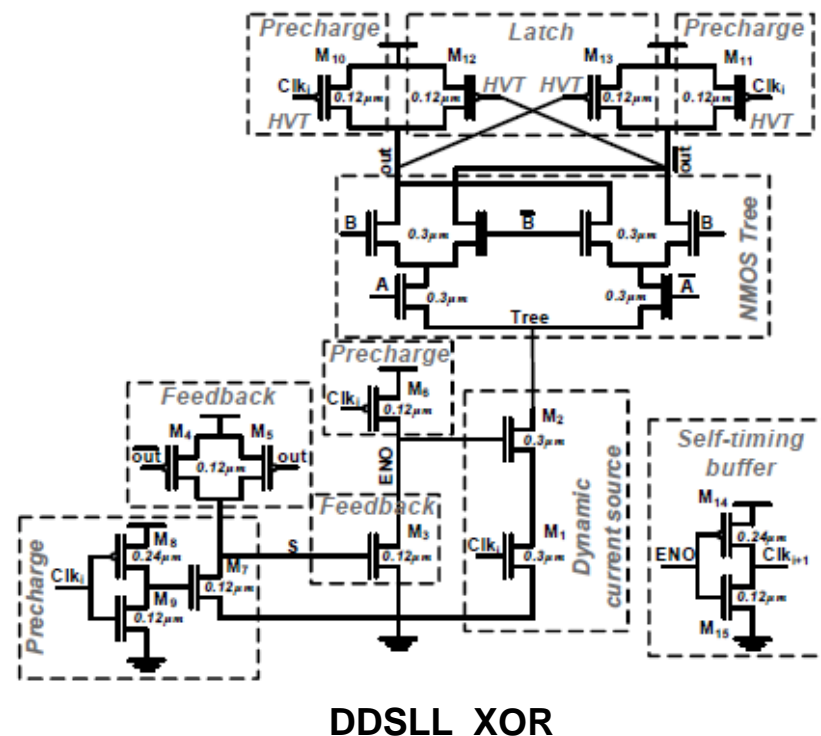 Precharge
Latch
Precharge
M10
M12
M13
M11
Clki
0.12µm
0.12µm
HVT
HVT
0.12µm
0.12µm
Clki
HVT
HVT
out
out
B
0.3µm
B
0.3µm
B
A
0.3µm
0.3µm
A
Tree
NMOS Tree
Precharge
Clki
M6
0.12µm
Feedback
M4
M5
out
0.12µm
out
ENO
M2
0.3µm
Self-timing
buffer
M14
0.24µm
Feedback
M3
0.12µm
Clki
M1
0.3µm
Dynamic
current source
ENO
Clki+1
0.12µm
M15
M8
0.24µm
Clki
M7
0.12µm
S
M9
0.12µm
Precharge
DDSLL XOR